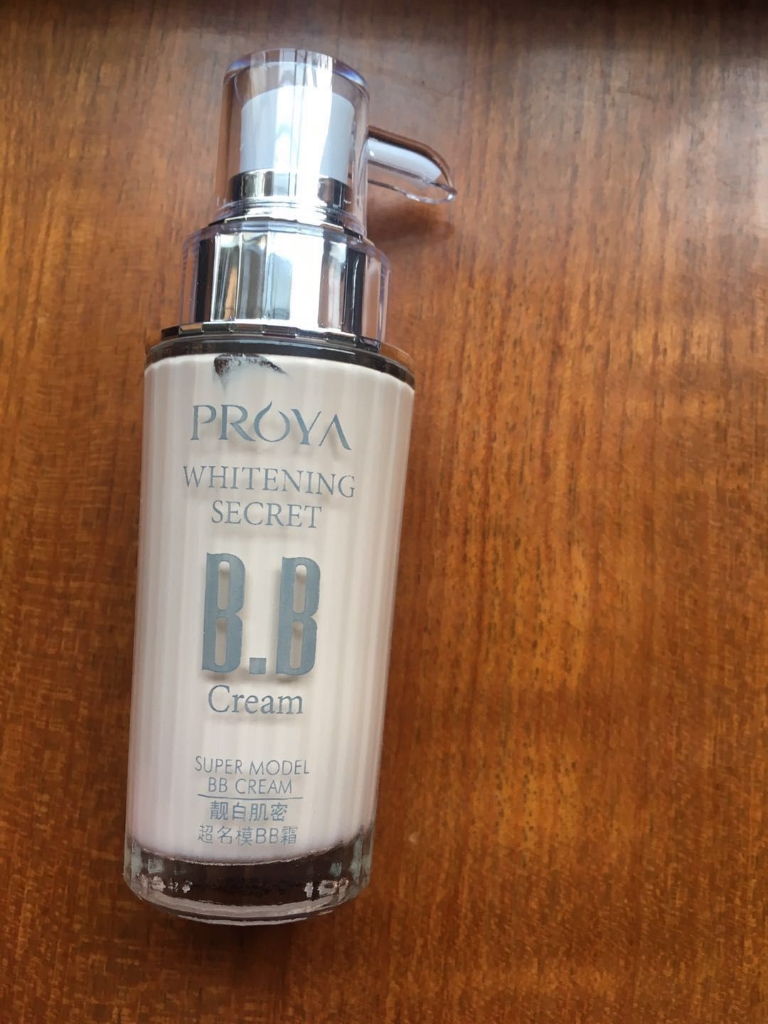 PROYA
WHITENING
SECRET
B.B
Cream
SUPER MODEL
BB CREAM
靓白肌密
超名模BB霜